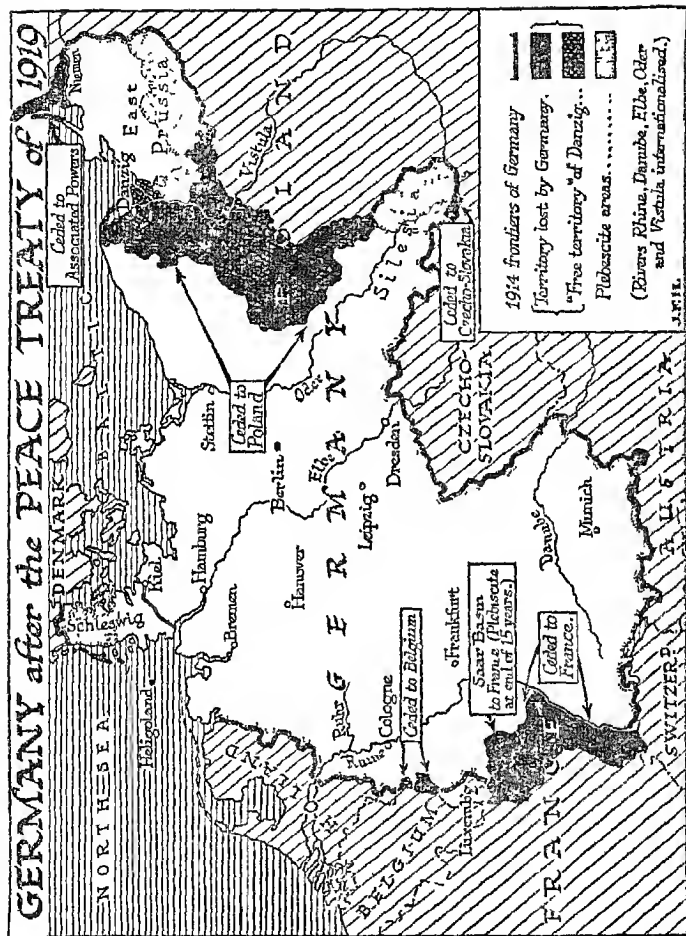 GERMANY after the PEACE TREATY of 1919
NORTH SEA
DENMARK
BALTIC
Schleswig
Heligoland
Kiel
Hamburg
Bremen
Stettin
Ceded to
Associated Powers
Niemen
Danzig
East
Prussia
Vistula
POLAND
Ceded to
Poland
Hanover
Berlin
Elbe
Oder
GERMANY
Silesia
Leipzig
Dresden
Ruhr
Rhine
Cologne
Ceded to Belgium
HOLLAND
BELGIUM
Luxemburg
Frankfurt
Saar Basin
to France (Plebiscite
at end of 15 years.)
Ceded to
France.
FRANCE
Danube
Munich
CZECHO-
SLOVAKIA
Ceded to
Czecho-Slovakia
SWITZERD.
AUSTRIA
1914 frontiers of Germany
Territory lost by Germany.
"Free territory" of Danzig...
Plebescite areas..........
(Rivers Rhine, Danube, Elbe, Oder
and Vistula internationalised.)
J.F.H.